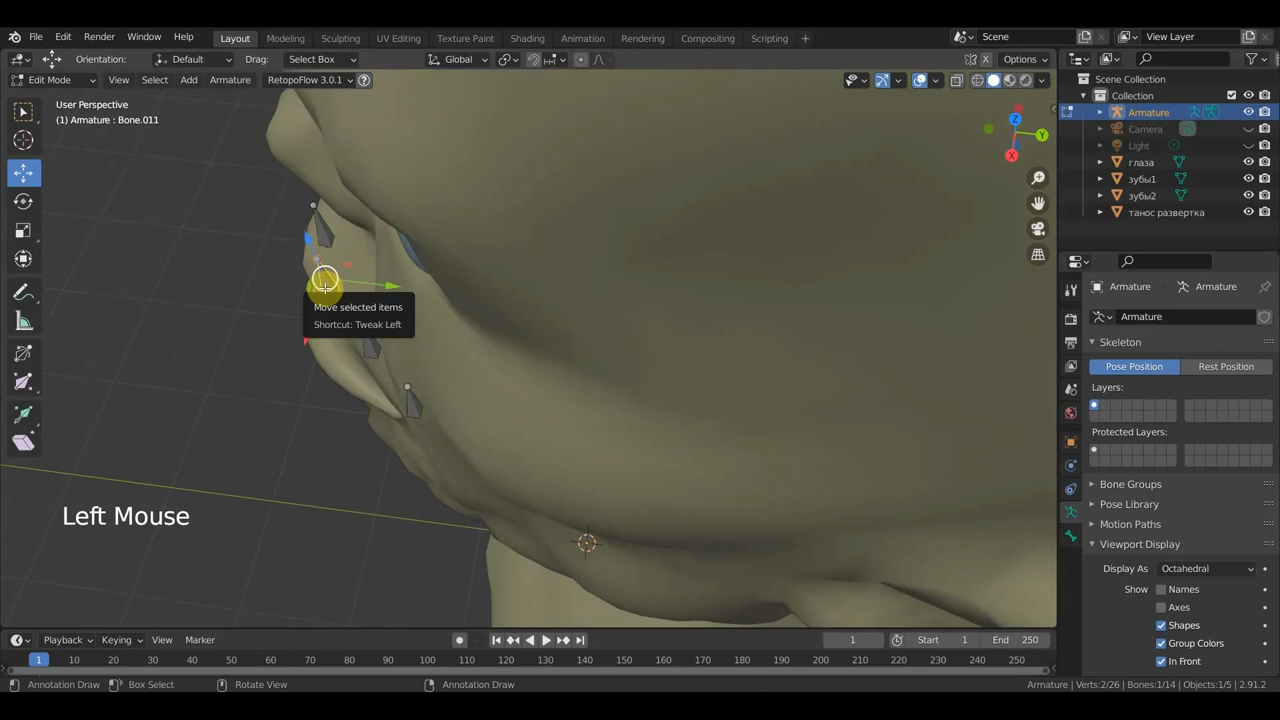 File Edit Render Window Help Layout Modeling Sculpting UV Editing Texture Paint Shading Animation Rendering Compositing Scripting + Scene View Layer
Orientation: Default Drag: Select Box Global Options
Edit Mode View Select Add Armature RetopoFlow 3.0.1
User Perspective
(1) Armature : Bone.011
Z
Y
X
Move selected items
Shortcut: Tweak Left
Left Mouse
Scene Collection
Collection
Armature
Camera
Light
глаза
зубы1
зубы2
танос развертка
Armature Armature
Armature
Skeleton
Pose Position Rest Position
Layers:
Protected Layers:
Bone Groups
Pose Library
Motion Paths
Viewport Display
Display As Octahedral
Show Names
Axes
Shapes
Group Colors
In Front
Playback Keying View Marker 1 Start 1 End 250
1 10 20 30 40 50 60 70 80 90 100 110 120 130 140 150 160 170 180 190 200 210 220 230 240 250
Annotation Draw Box Select Rotate View Annotation Draw Armature | Verts:2/26 | Bones:1/14 | Objects:1/5 | 2.91.2